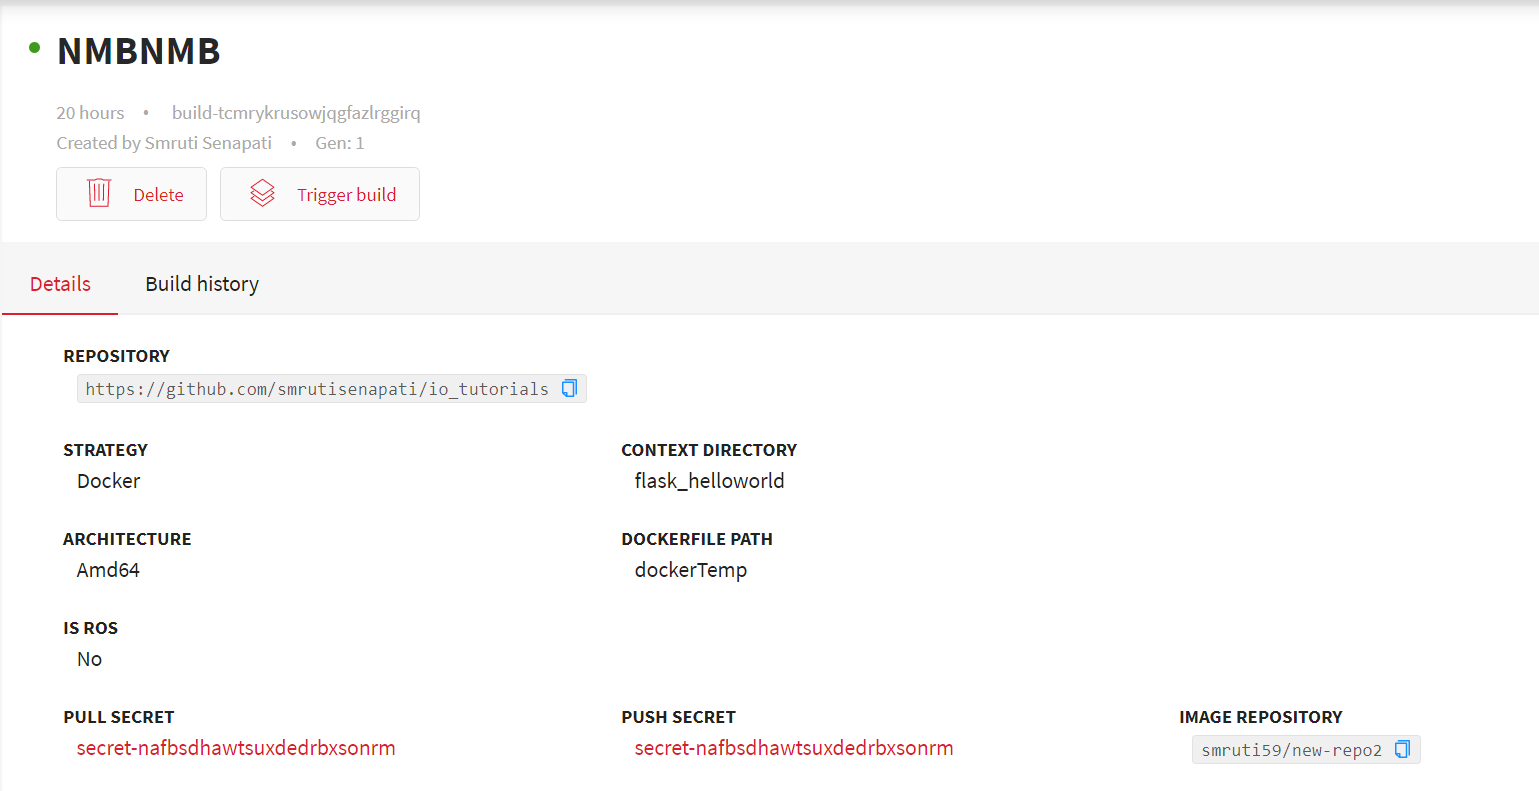 NMBNMB
20 hours • build-tcmrykrusowjqgfazlrggirq
Created by Smruti Senapati • Gen: 1
Delete Trigger build
Details Build history
REPOSITORY
https://github.com/smrutisenapati/io_tutorials
STRATEGY CONTEXT DIRECTORY
Docker flask_helloworld
ARCHITECTURE DOCKERFILE PATH
Amd64 dockerTemp
IS ROS
No
PULL SECRET PUSH SECRET IMAGE REPOSITORY
secret-nafbsdhawtsuxdedrbxsonrm secret-nafbsdhawtsuxdedrbxsonrm smruti59/new-repo2